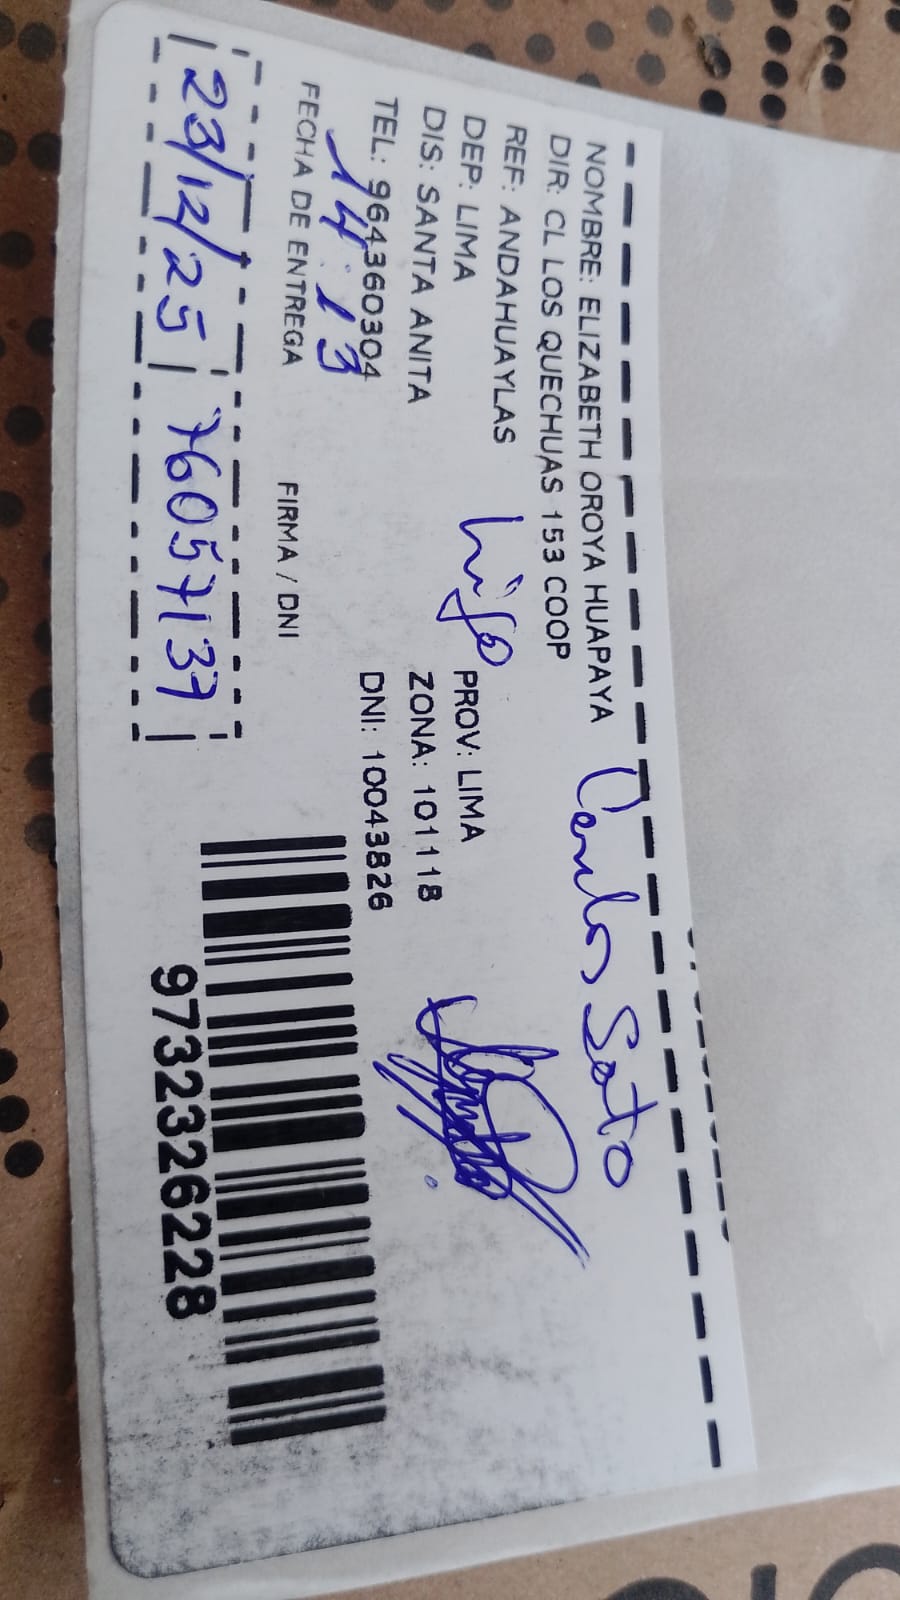 NOMBRE: ELIZABETH OROYA HUAPAYA Carlos Soto
DIR: CL LOS QUECHUAS 153 COOP
REF: ANDAHUAYLAS hijo
DEP: LIMA PROV: LIMA
DIS: SANTA ANITA ZONA: 101118
TEL: 964360304 DNI: 10043826
14:13
FECHA DE ENTREGA FIRMA / DNI
23/12/25 76057137
9732326228